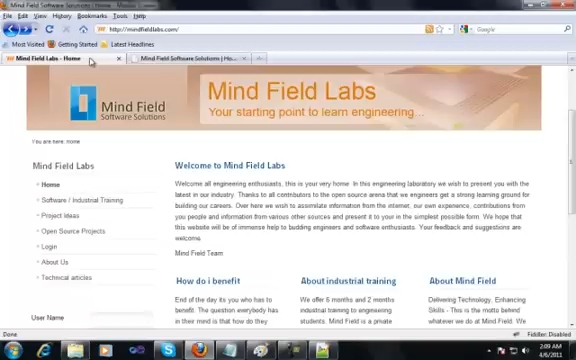 Mind Field Software Solutions | Home - Mozilla
File Edit View History Bookmarks Tools Help
http://mindfieldlabs.com/
Google
Most Visited Getting Started Latest Headlines
Mind Field Labs - Home
Mind Field Software Solutions | Ho...
Mind Field
Software Solutions
Mind Field Labs
Your starting point to learn engineering...
You are here: home
Mind Field Labs
Home
Software / Industrial Training
Project Ideas
Open Source Projects
Login
About Us
Technical articles
User Name
Welcome to Mind Field Labs
Welcome all engineering enthusiasts, this is your very home. In this engineering laboratory we wish to present you with the
latest in our industry. Thanks to all contributors to the open source arena that we engineers get a strong learning ground for
building our careers. Over here we wish to assimilate information from the internet, our own experience, contributions from
you people and information from various other sources and present it to your in the simplest possible form. We hope that
this website will be of immense help to budding engineers and software enthusiasts. Your feedback and suggestions are
welcome.
Mind Field Team
How do i benefit
End of the day its you who has to
benefit. The question everybody has
in their mind is that how do they
About industrial training
We offer 6 months and 2 months
industrial training to engineering
students. Mind Field is a private
About Mind Field
Delivering Technology, Enhancing
Skills - This is the motto behind
whatever we do at Mind Field. Mind
Done
Fiddler: Disabled
2:09 AM
4/6/2011